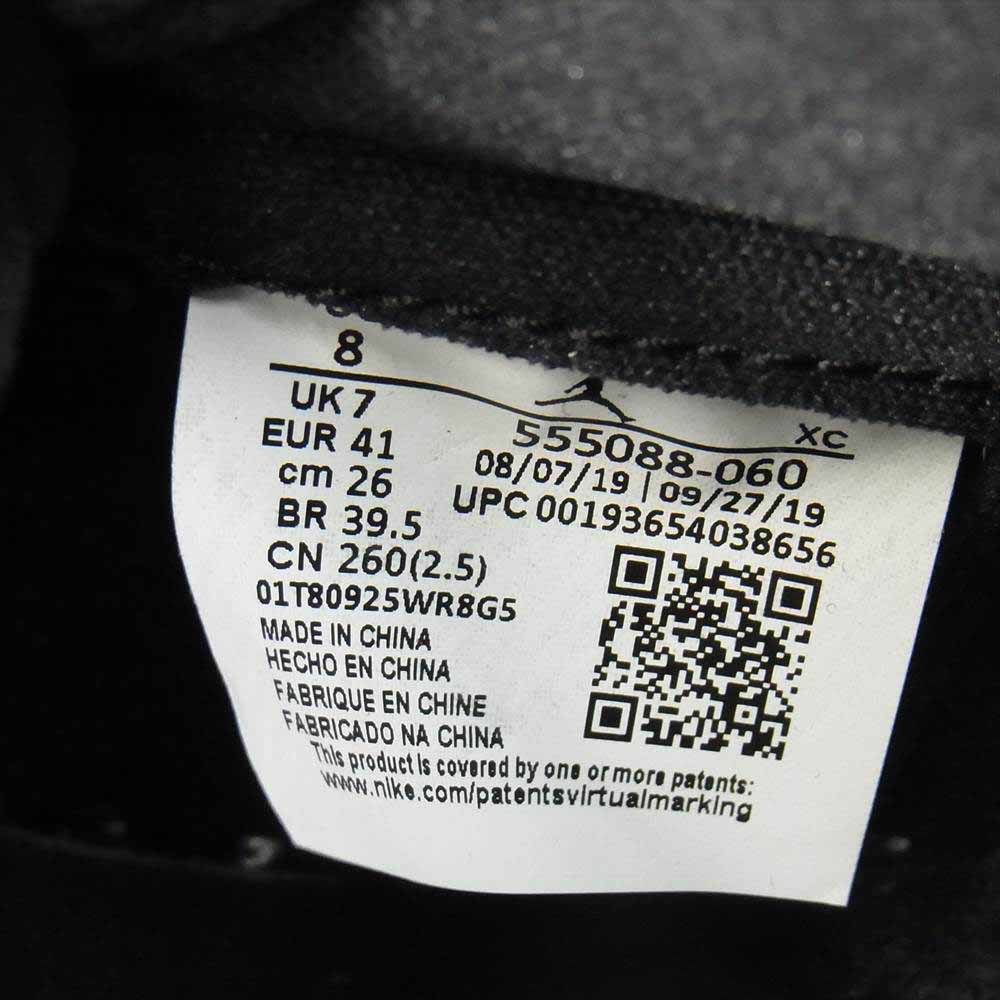 8
UK 7
EUR 41
cm 26
BR 39.5
CN 260(2.5)
01T80925WR8G5
XC
555088-060
08/07/19 | 09/27/19
UPC 00193654038656
MADE IN CHINA
HECHO EN CHINA
FABRIQUE EN CHINE
FABRICADO NA CHINA
This product is covered by one or more patents:
www.nike.com/patentsvirtualmarking